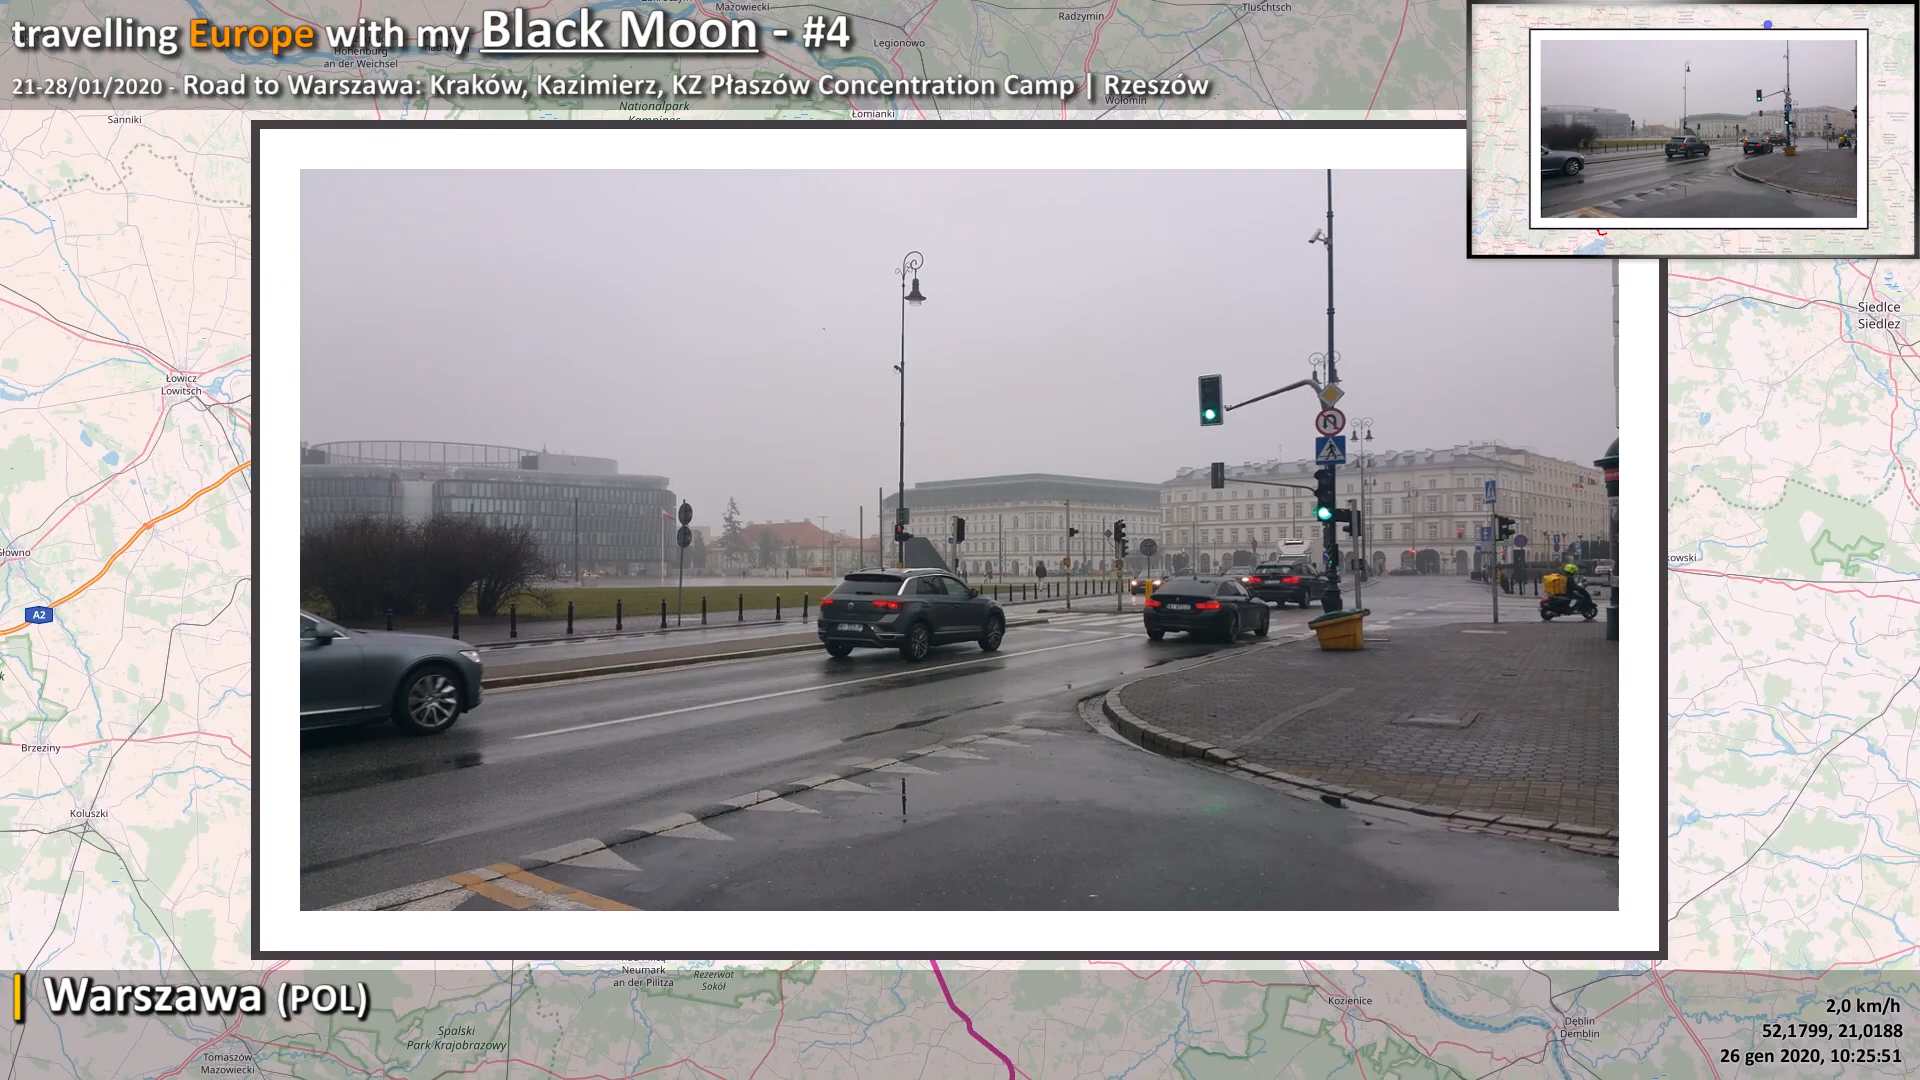 travelling Europe with my Black Moon - #4
21-28/01/2020 - Road to Warszawa: Kraków, Kazimierz, KZ Płaszów Concentration Camp | Rzeszów
Mazowiecki
Radzymin
Tluschtsch
Legionowo
Hohenburg
an der Weichsel
Nationalpark
Wołomin
Łomianki
Sanniki
Siedlce
Siedlez
Łowicz
Lowitsch
Głowno
kowski
A2
Brzeziny
Koluszki
Neumark
an der Pilitza
Rezerwat
Sokół
Kozienice
Dęblin
Demblin
Spalski
Park Krajobrazowy
Tomaszów
Mazowiecki
Warszawa (POL)
2,0 km/h
52,1799, 21,0188
26 gen 2020, 10:25:51